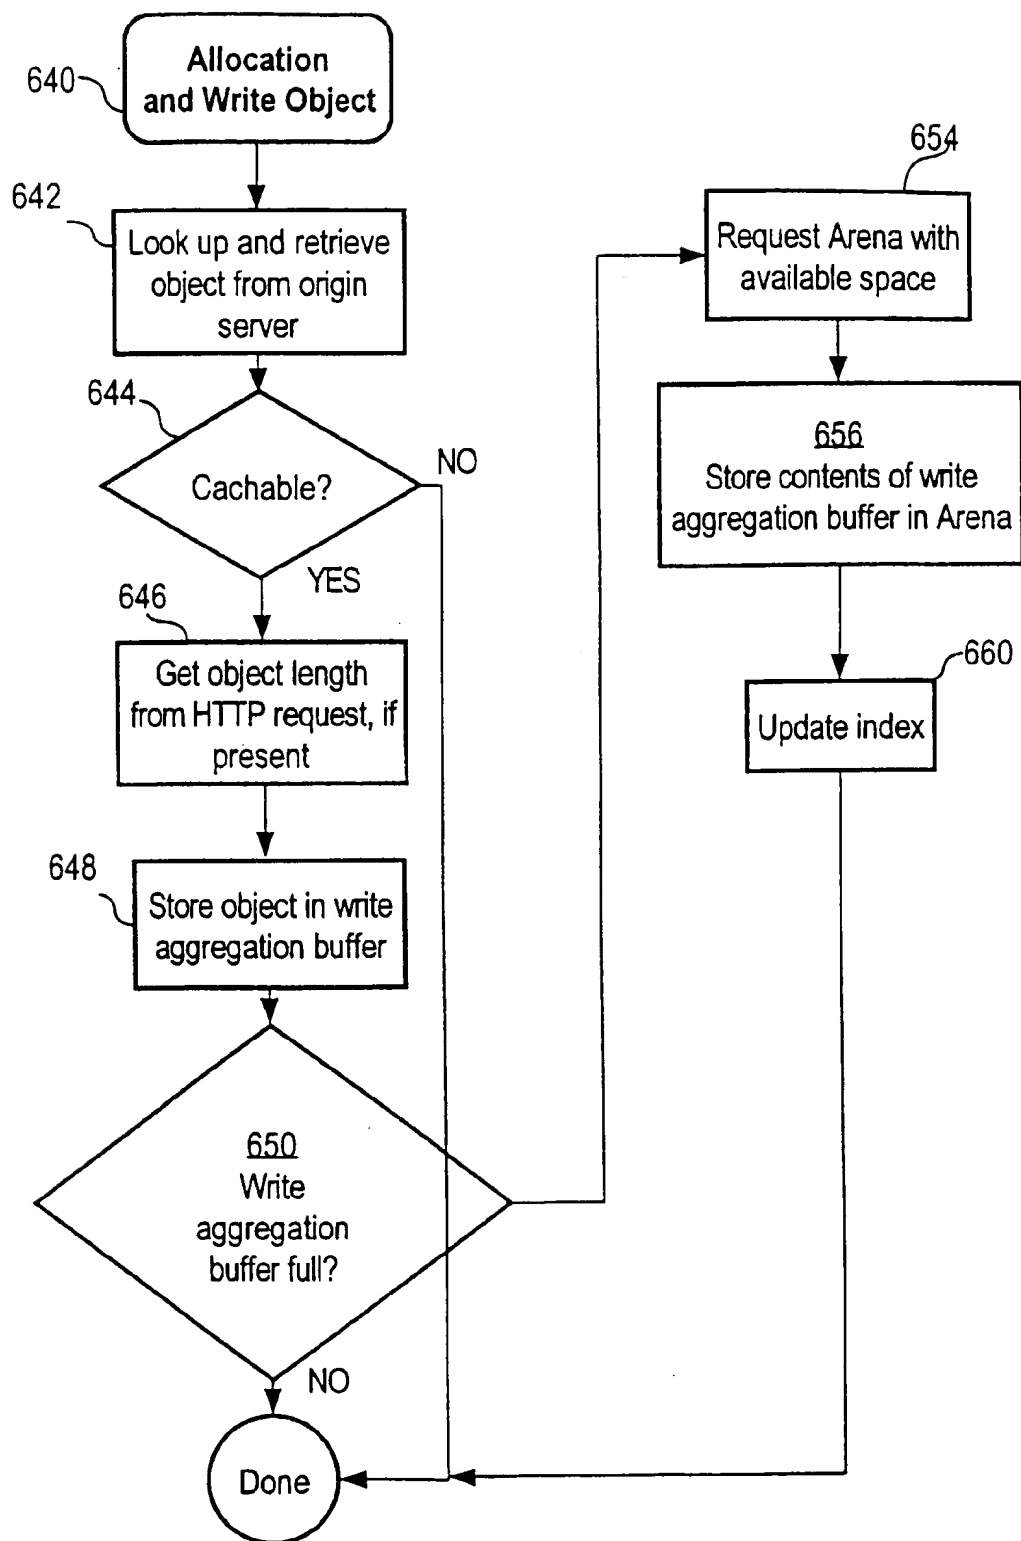 640
Allocation
and Write Object
642
Look up and retrieve
object from origin
server
644
Cachable?
NO
YES
646
Get object length
from HTTP request, if
present
648
Store object in write
aggregation buffer
650
Write
aggregation
buffer full?
NO
Done
654
Request Arena with
available space
656
Store contents of write
aggregation buffer in Arena
660
Update index